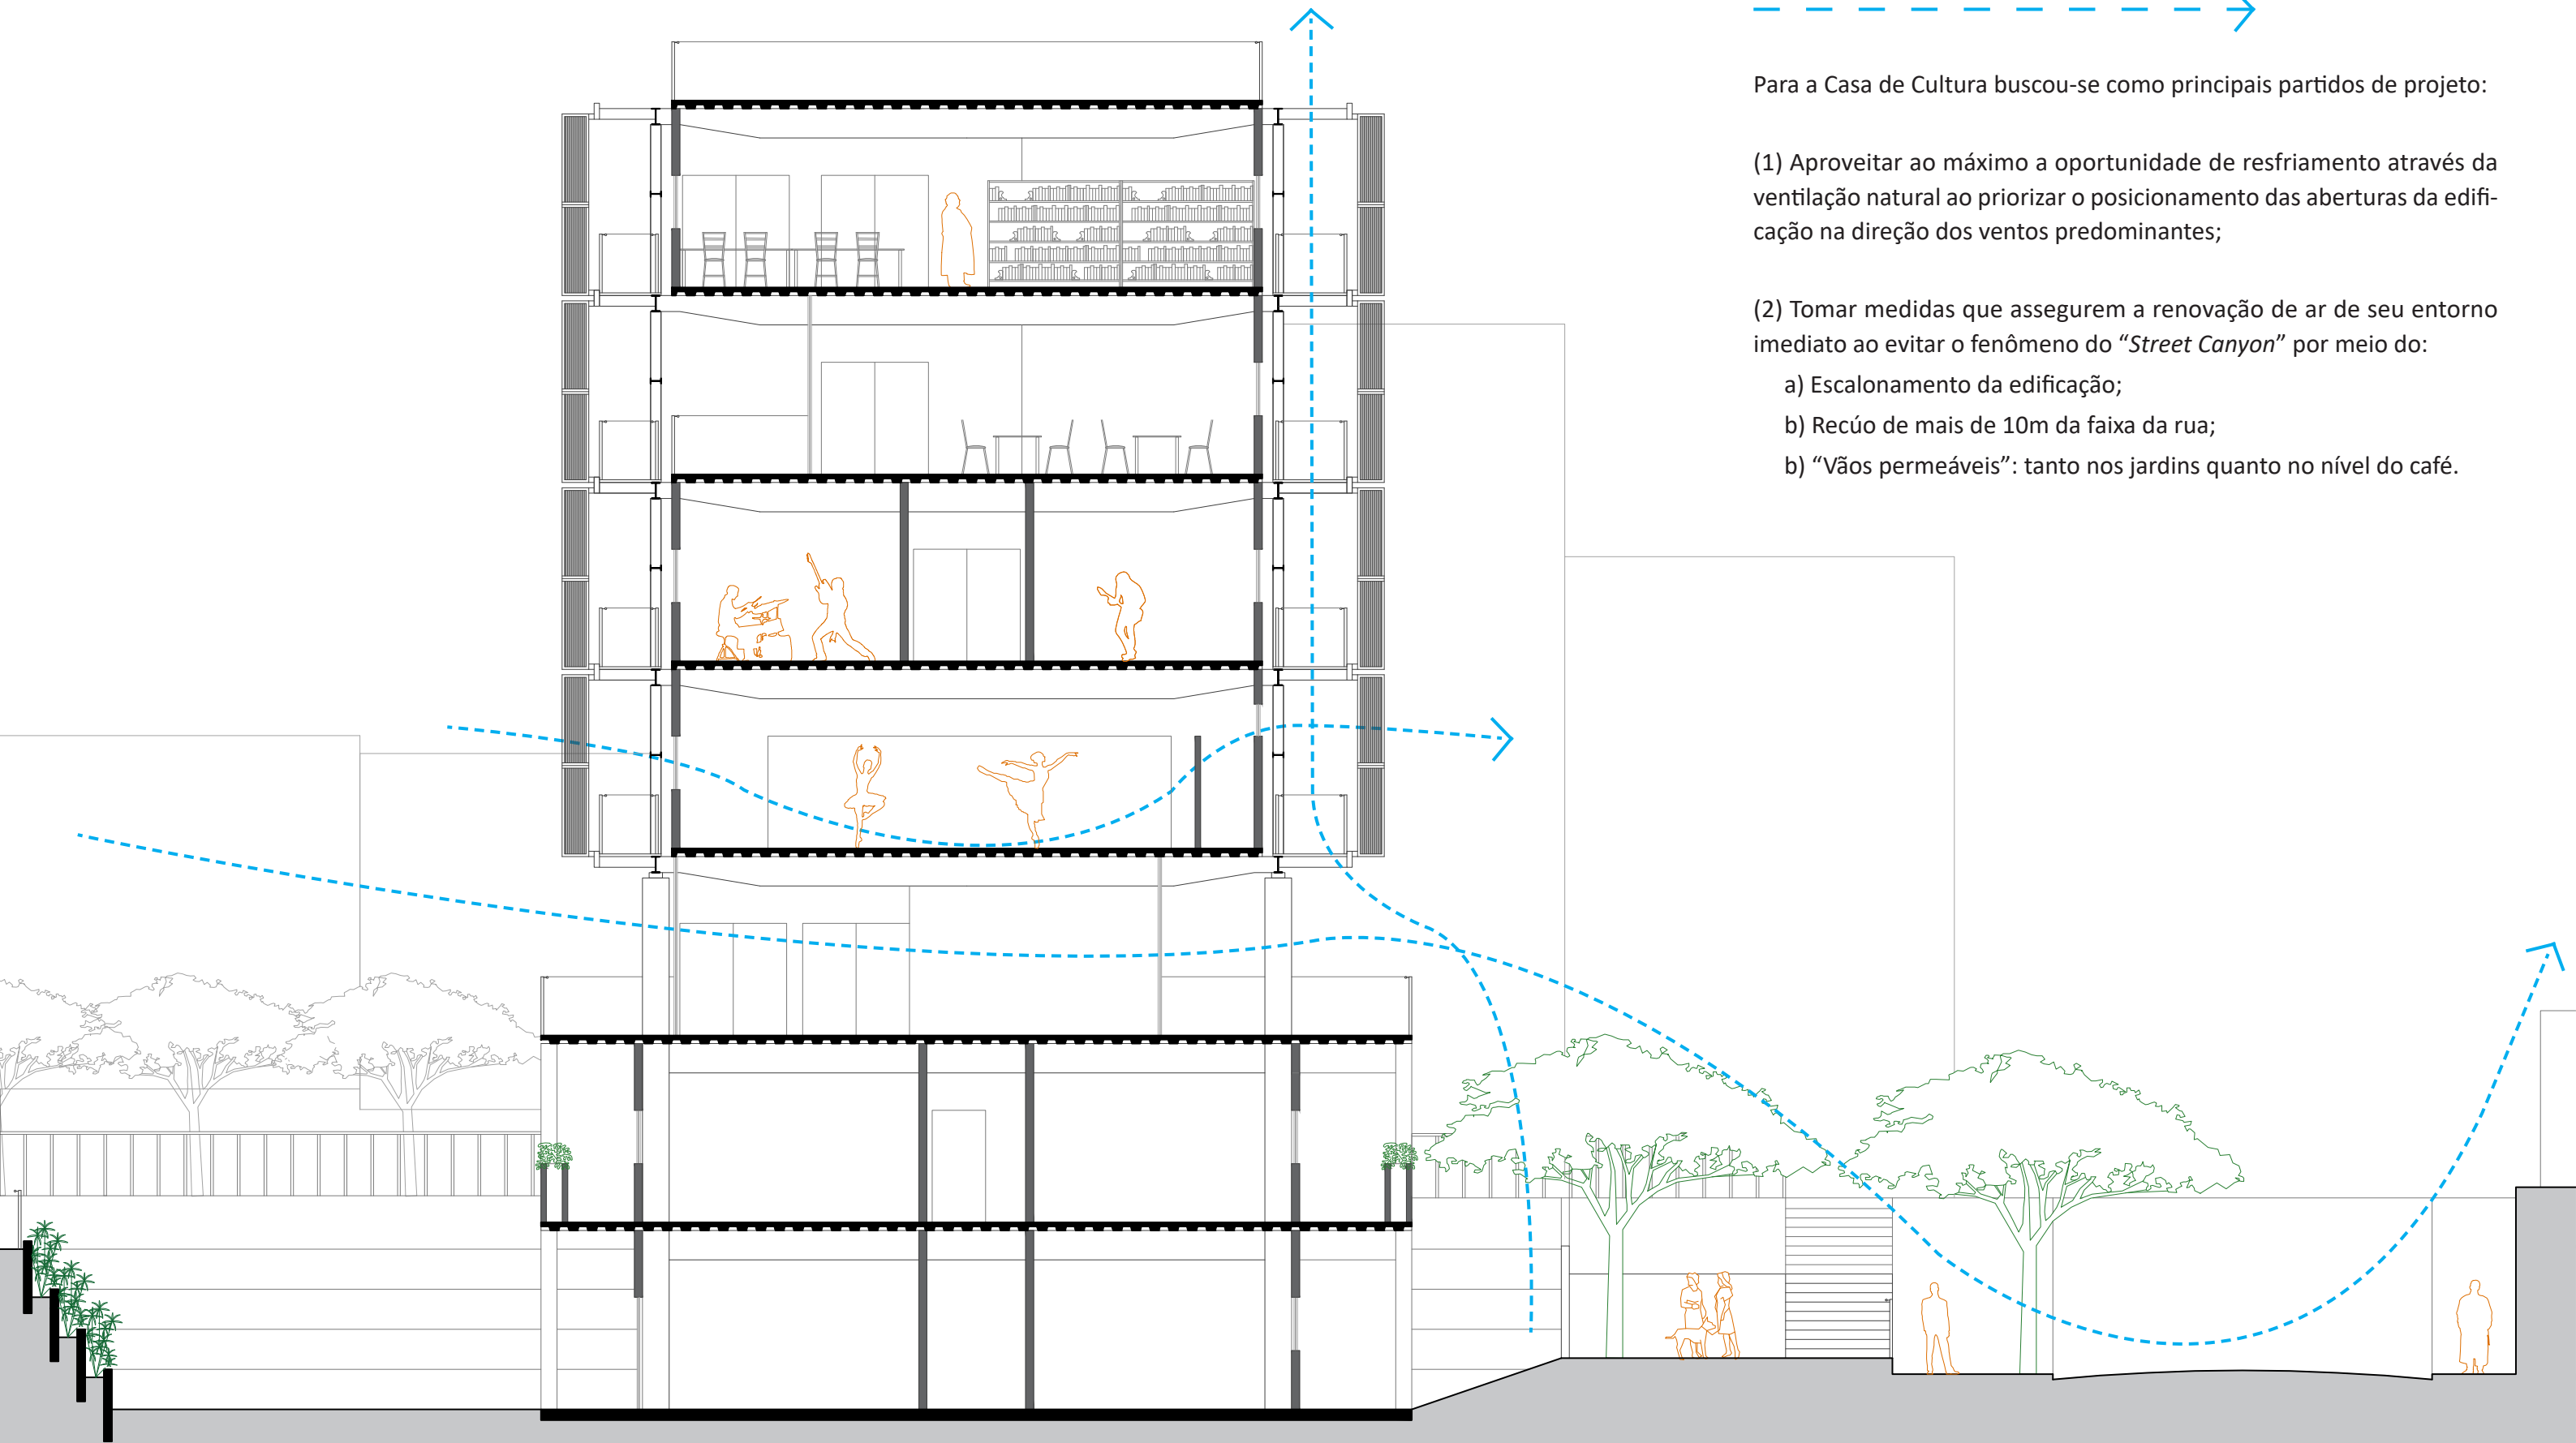 Para a Casa de Cultura buscou-se como principais partidos de projeto:
(1) Aproveitar ao máximo a oportunidade de resfriamento através da
ventilação natural ao priorizar o posicionamento das aberturas da edifi-
cação na direção dos ventos predominantes;
(2) Tomar medidas que assegurem a renovação de ar de seu entorno
imediato ao evitar o fenômeno do “Street Canyon” por meio do:
a) Escalonamento da edificação;
b) Recúo de mais de 10m da faixa da rua;
b) “Vãos permeáveis”: tanto nos jardins quanto no nível do café.